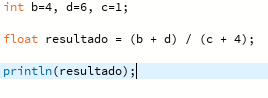 int b=4, d=6, c=1;
float resultado = (b + d) / (c + 4);
println(resultado);